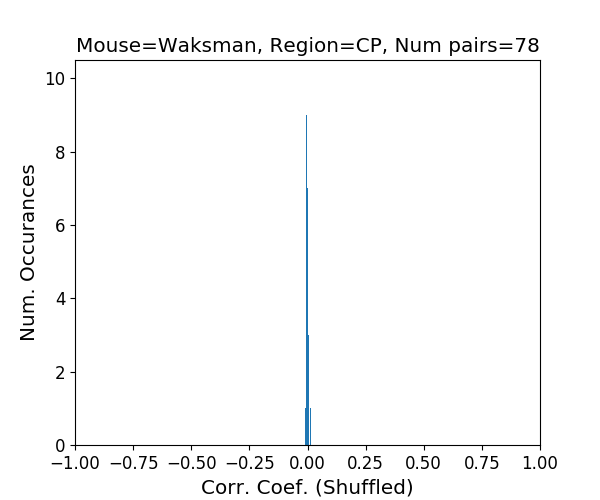 Mouse=Waksman, Region=CP, Num pairs=78
10
8
6
4
2
0
Num. Occurances
−1.00 −0.75 −0.50 −0.25 0.00 0.25 0.50 0.75 1.00
Corr. Coef. (Shuffled)